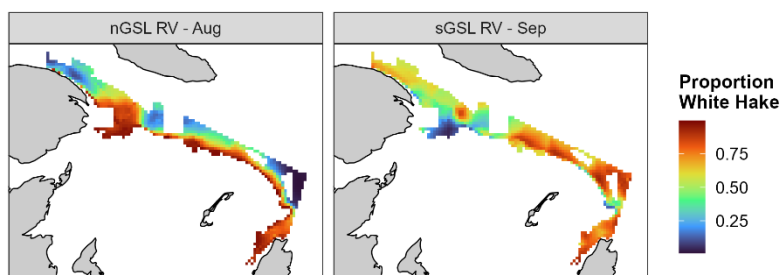 nGSL RV - Aug
sGSL RV - Sep
Proportion
White Hake
0.75
0.50
0.25